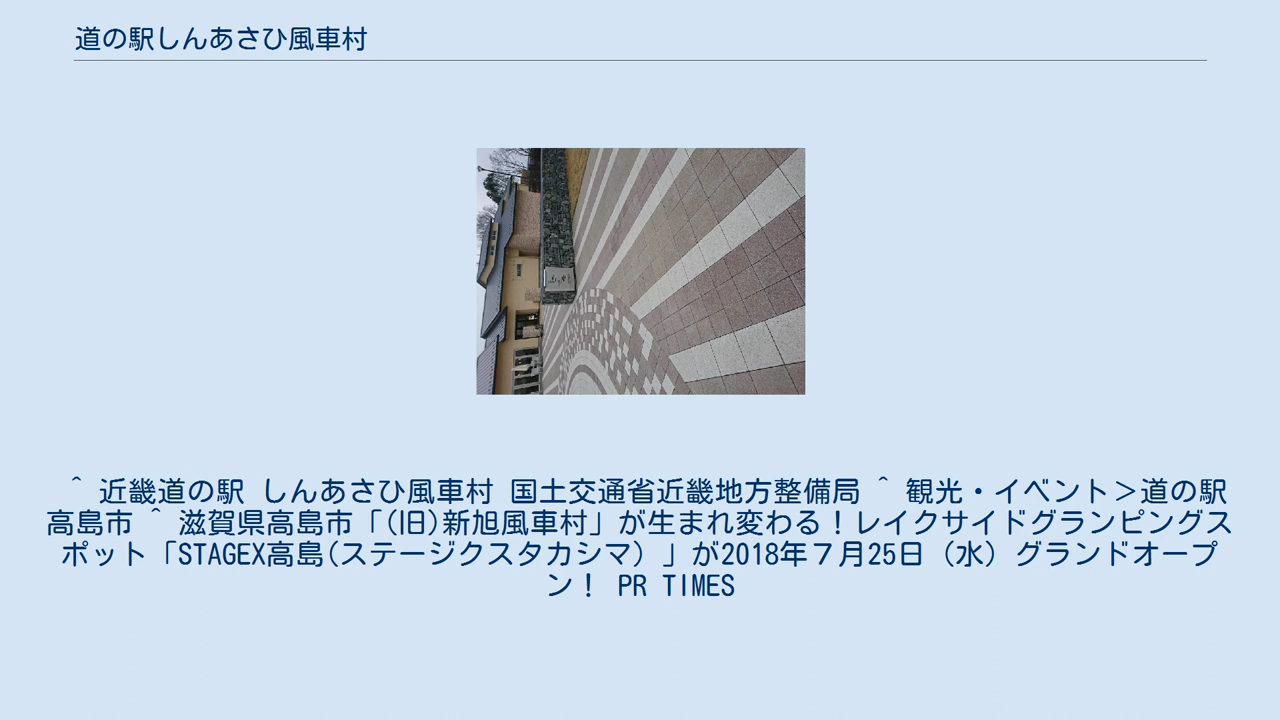 道の駅しんあさひ風車村
＾ 近畿道の駅 しんあさひ風車村 国土交通省近畿地方整備局 ＾ 観光・イベント＞道の駅
高島市 ＾ 滋賀県高島市「(旧)新旭風車村」が生まれ変わる！レイクサイドグランピングス
ポット「STAGEX高島(ステージクスタカシマ）」が2018年７月25日（水）グランドオープ
ン！ PR TIMES